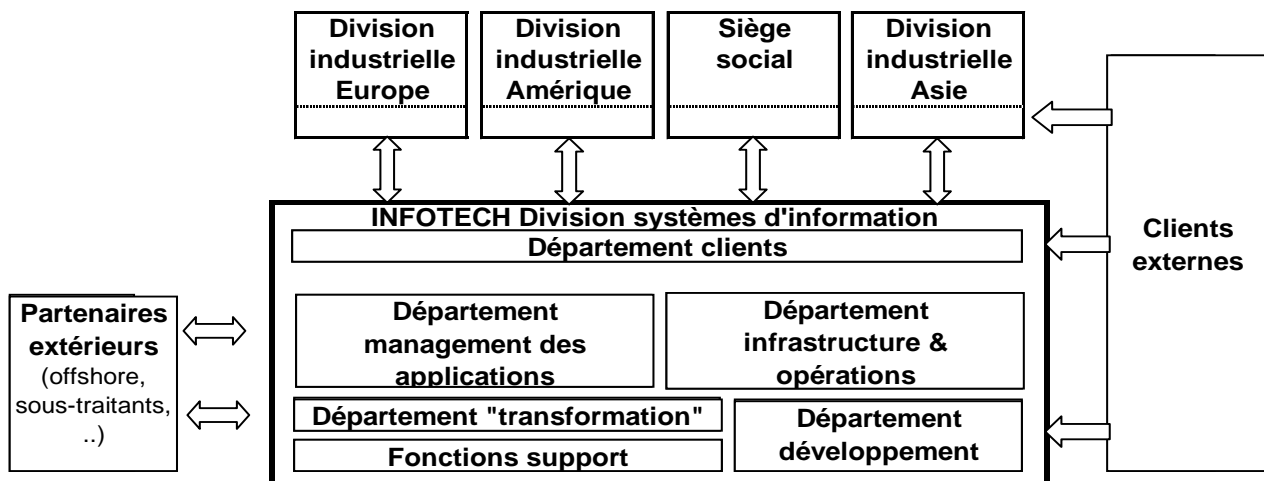 Division
industrielle
Europe
Division
industrielle
Amérique
Siège
social
Division
industrielle
Asie
INFOTECH Division systèmes d'information
Département clients
Clients
externes
Partenaires
extérieurs
(offshore,
sous-traitants,
..)
Département
management des
applications
Département
infrastructure &
opérations
Département "transformation"
Fonctions support
Département
développement